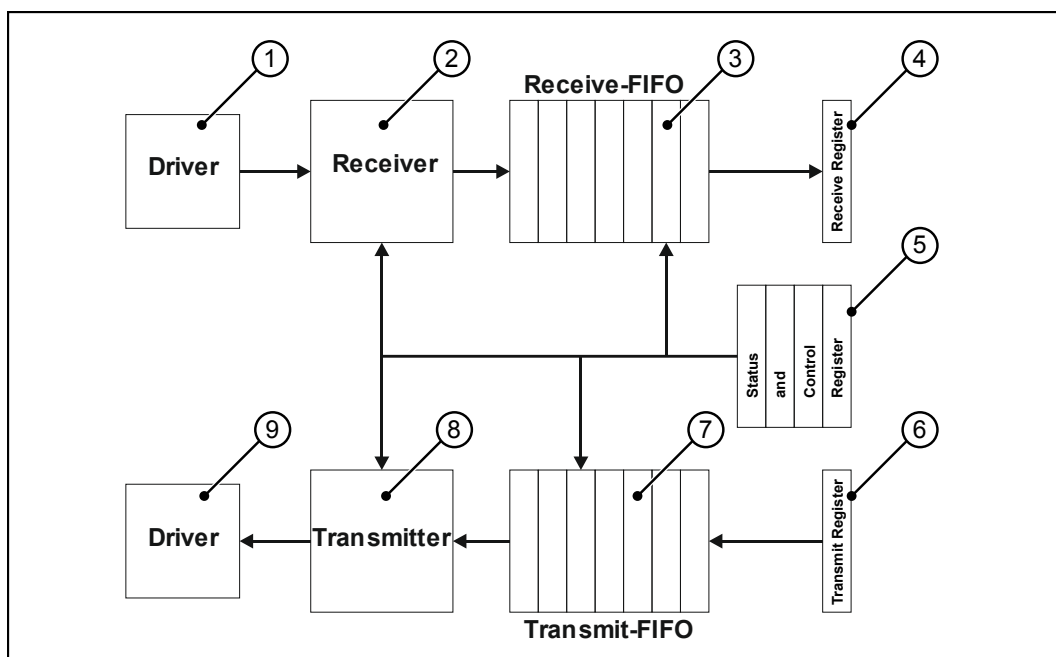 1
2
3
4
Receive-FIFO
Driver
Receiver
Receive Register
5
Status
and
Control
Register
9
8
7
6
Driver
Transmitter
Transmit Register
Transmit-FIFO